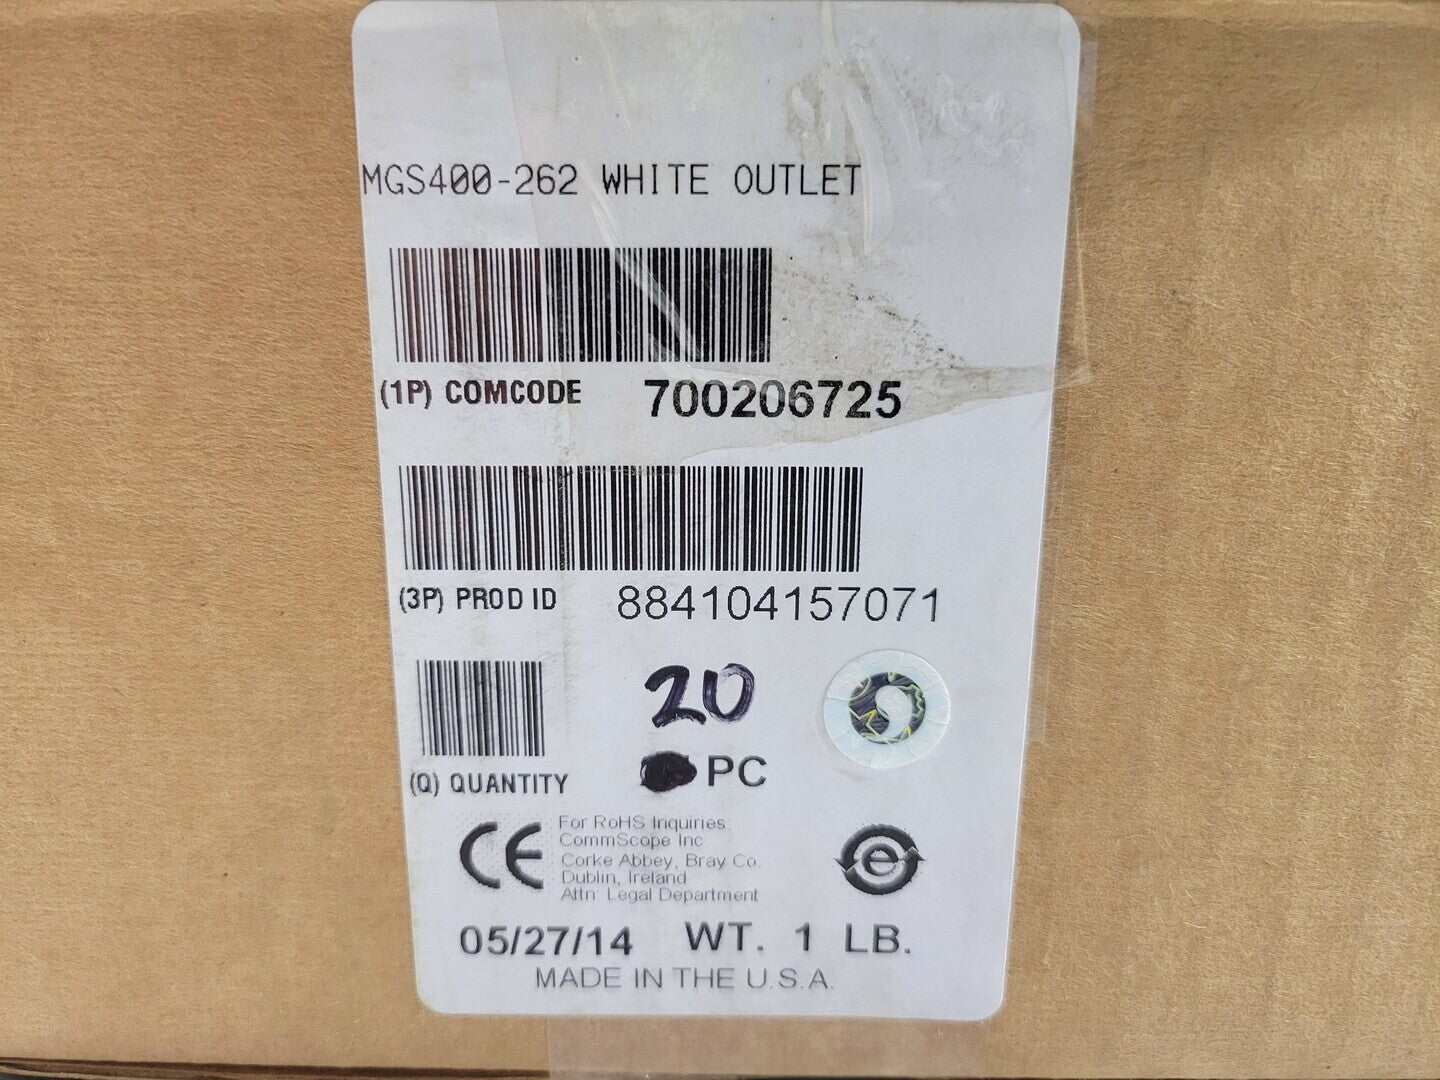 MGS400-262 WHITE OUTLET
(1P) COMCODE 700206725
(3P) PROD ID 884104157071
20
(Q) QUANTITY PC
CE For RoHS Inquiries:
CommScope Inc
Corke Abbey, Bray Co.
Dublin, Ireland
Attn: Legal Department
e
05/27/14 WT. 1 LB.
MADE IN THE U.S.A.